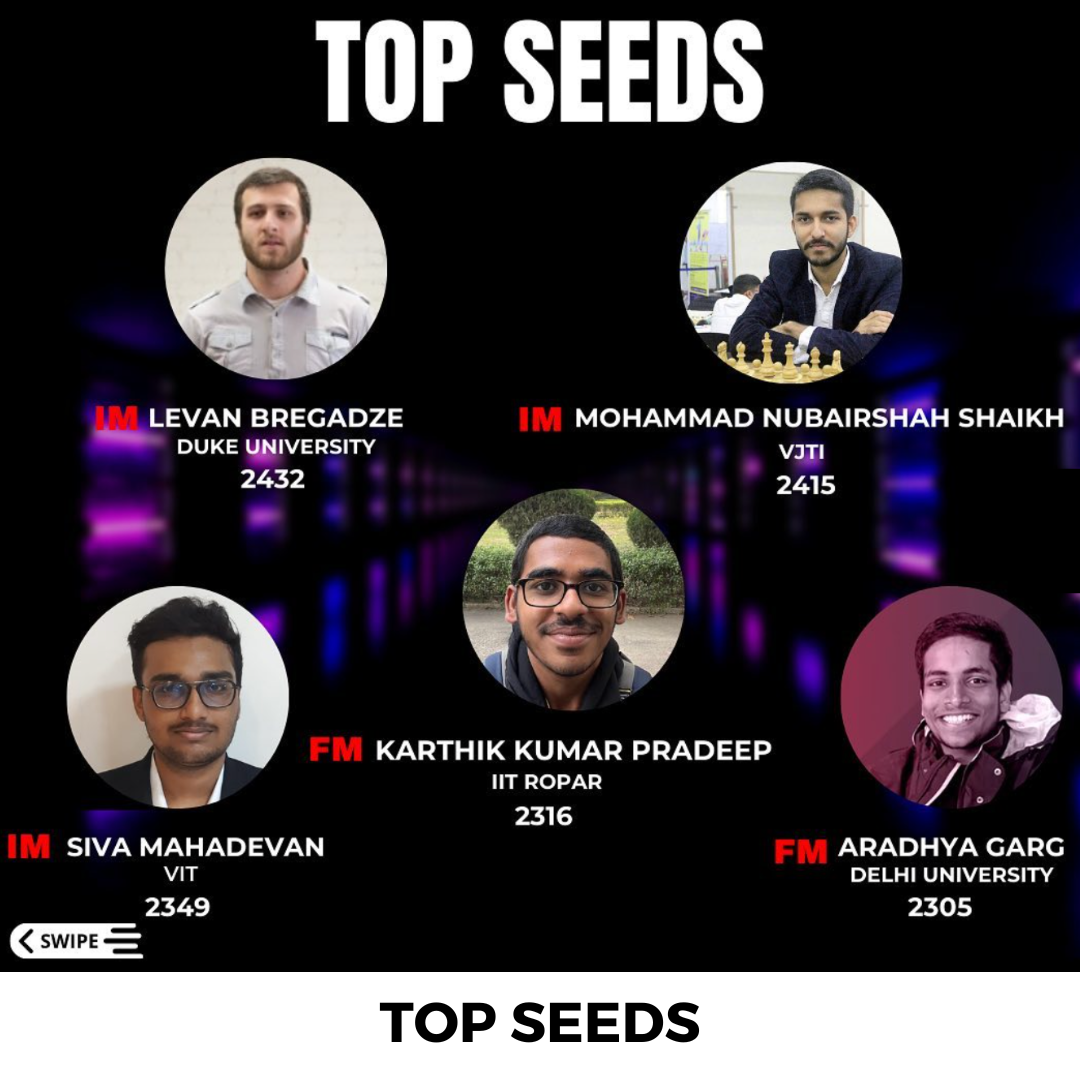 TOP SEEDS
IM LEVAN BREGADZE
DUKE UNIVERSITY
2432
IM MOHAMMAD NUBAIRSHAH SHAIKH
VJTI
2415
FM KARTHIK KUMAR PRADEEP
IIT ROPAR
2316
IM SIVA MAHADEVAN
VIT
2349
FM ARADHYA GARG
DELHI UNIVERSITY
2305
SWIPE
TOP SEEDS